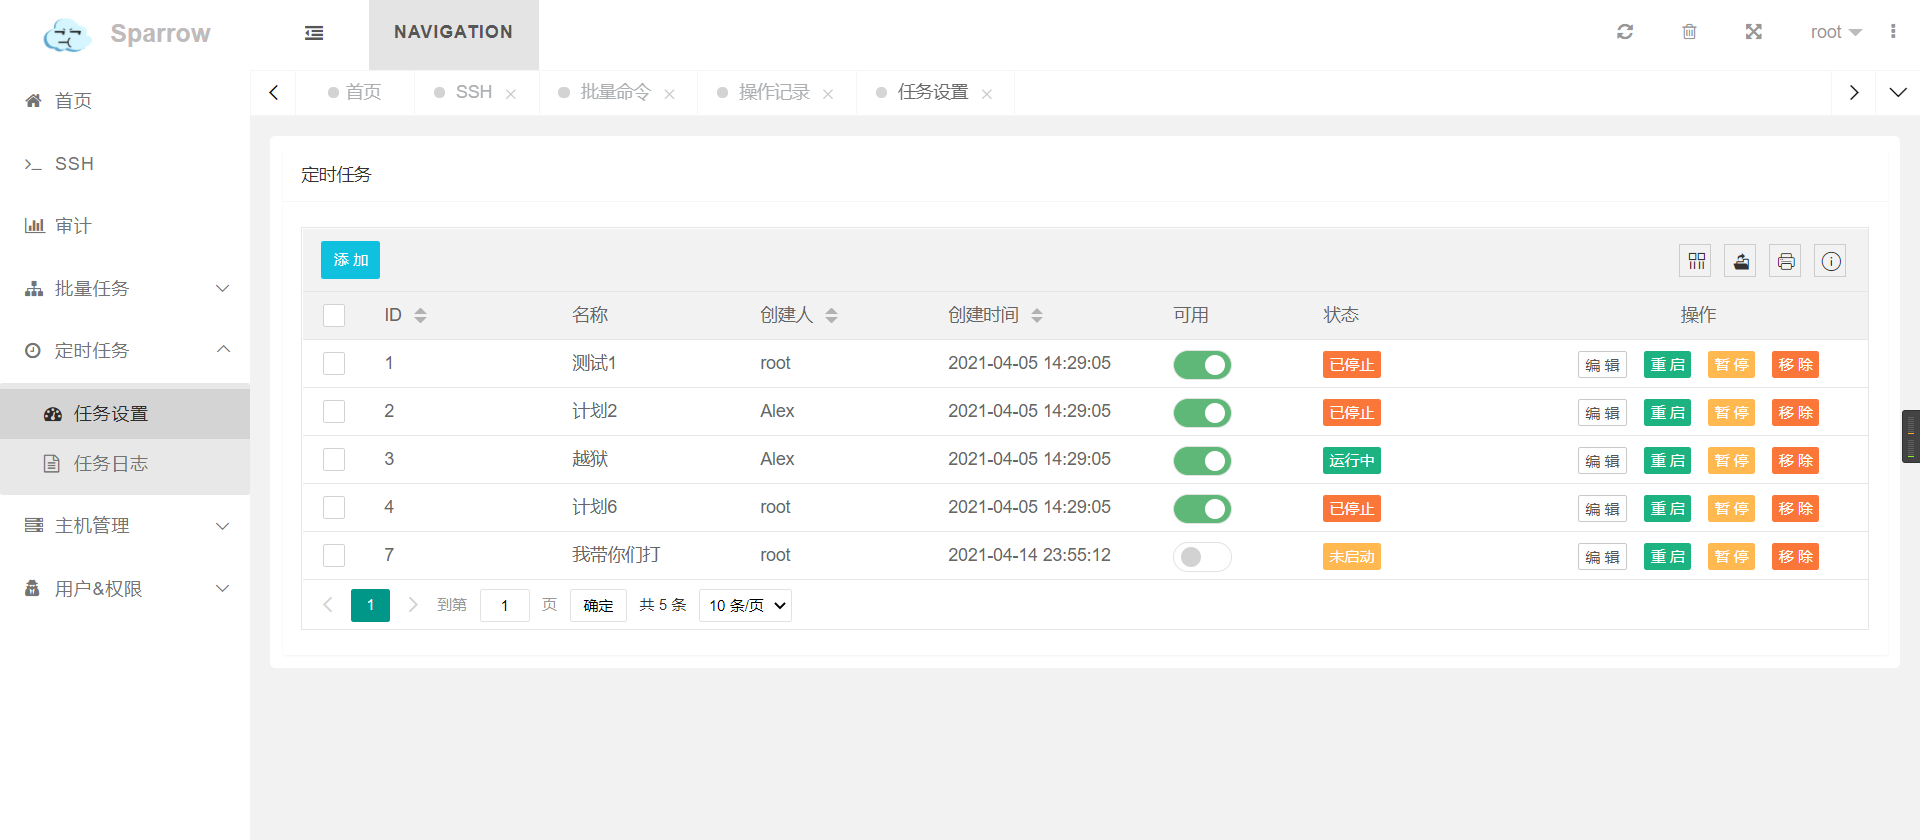 Sparrow
NAVIGATION
root
首页
SSH
审计
批量任务
定时任务
任务设置
任务日志
主机管理
用户&权限
首页 SSH 批量命令 操作记录 任务设置
定时任务
添 加
ID 名称 创建人 创建时间 可用 状态 操作
1 测试1 root 2021-04-05 14:29:05 已停止 编 辑 重 启 暂 停 移 除
2 计划2 Alex 2021-04-05 14:29:05 已停止 编 辑 重 启 暂 停 移 除
3 越狱 Alex 2021-04-05 14:29:05 运行中 编 辑 重 启 暂 停 移 除
4 计划6 root 2021-04-05 14:29:05 已停止 编 辑 重 启 暂 停 移 除
7 我带你们打 root 2021-04-14 23:55:12 未启动 编 辑 重 启 暂 停 移 除
1 到第 1 页 确定 共 5 条 10 条/页